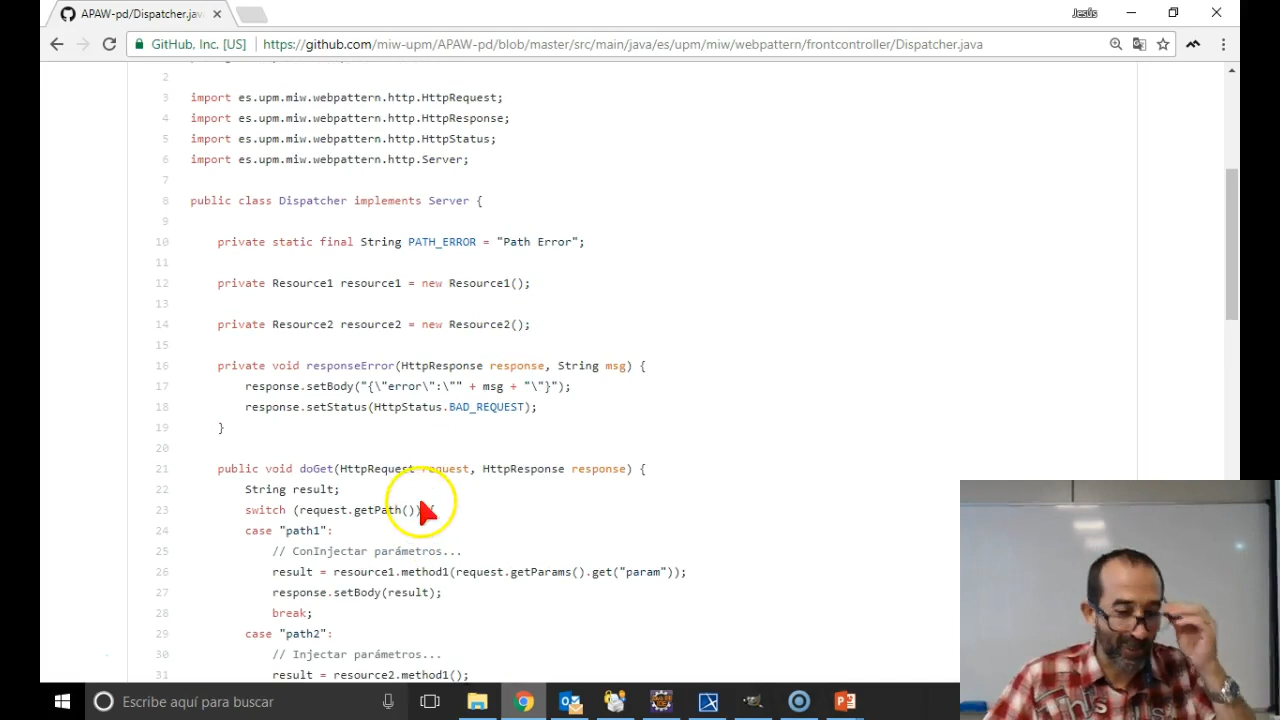 APAW-pd/Dispatcher.jav
Jesús
GitHub, Inc. [US]
https://github.com/miw-upm/APAW-pd/blob/master/src/main/java/es/upm/miw/webpattern/frontcontroller/Dispatcher.java
2
3 import es.upm.miw.webpattern.http.HttpRequest;
4 import es.upm.miw.webpattern.http.HttpResponse;
5 import es.upm.miw.webpattern.http.HttpStatus;
6 import es.upm.miw.webpattern.http.Server;
7
8 public class Dispatcher implements Server {
9
10 private static final String PATH_ERROR = "Path Error";
11
12 private Resource1 resource1 = new Resource1();
13
14 private Resource2 resource2 = new Resource2();
15
16 private void responseError(HttpResponse response, String msg) {
17 response.setBody("{\"error\":\"" + msg + "\"}");
18 response.setStatus(HttpStatus.BAD_REQUEST);
19 }
20
21 public void doGet(HttpRequest request, HttpResponse response) {
22 String result;
23 switch (request.getPath()) {
24 case "path1":
25 // ConInjectar parámetros...
26 result = resource1.method1(request.getParams().get("param"));
27 response.setBody(result);
28 break;
29 case "path2":
30 // Injectar parámetros...
31 result = resource2.method1();
Escribe aquí para buscar